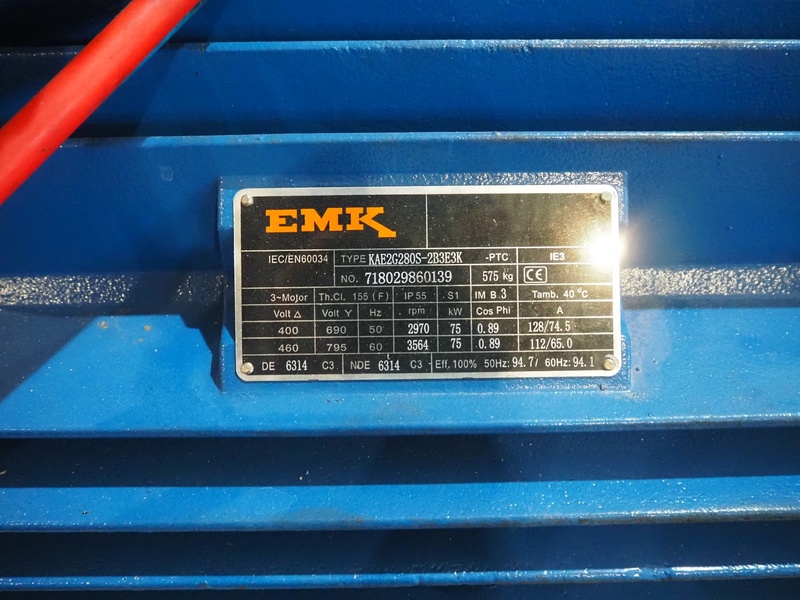 EMK
IEC/EN60034 TYPE KAE2G280S-2B3E3K -PTC IE3
NO. 718029860139 575 kg CE
3~Motor Th.Cl. 155 (F) IP 55 S1 IM B 3 Tamb. 40°C
Volt △ Volt Y Hz rpm kW Cos Phi A
400 690 50 2970 75 0.89 128/74.5
460 795 60 3564 75 0.89 112/65.0
DE 6314 C3 NDE 6314 C3 Eff. 100% 50Hz: 94.7/ 60Hz: 94.1